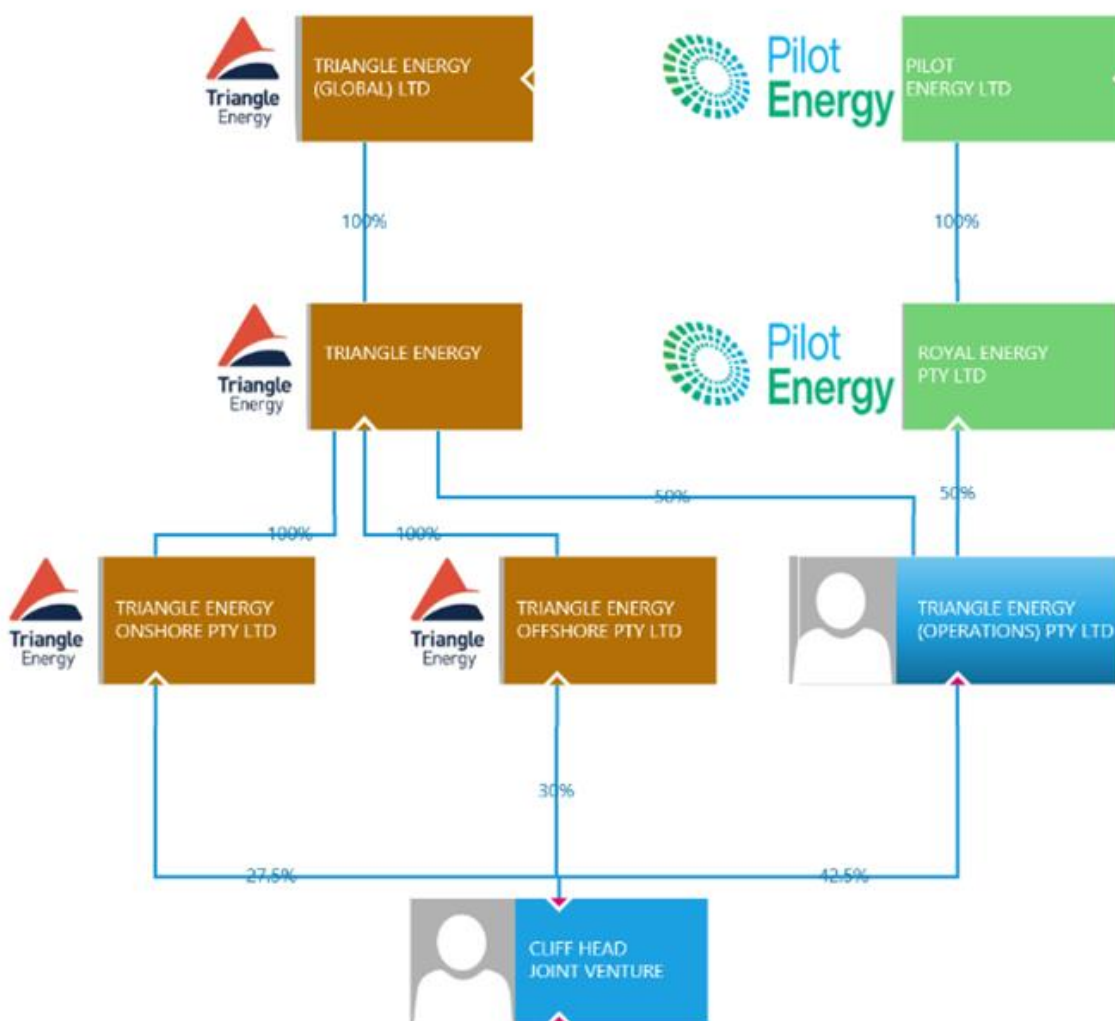 Triangle
Energy
TRIANGLE ENERGY
(GLOBAL) LTD
Pilot
Energy
PILOT
ENERGY LTD
100%
100%
Triangle
Energy
TRIANGLE ENERGY
Pilot
Energy
ROYAL ENERGY
PTY LTD
50%
50%
100%
100%
Triangle
Energy
TRIANGLE ENERGY
ONSHORE PTY LTD
Triangle
Energy
TRIANGLE ENERGY
OFFSHORE PTY LTD
TRIANGLE ENERGY
(OPERATIONS) PTY LTD
30%
27.5%
42.5%
CLIFF HEAD
JOINT VENTURE